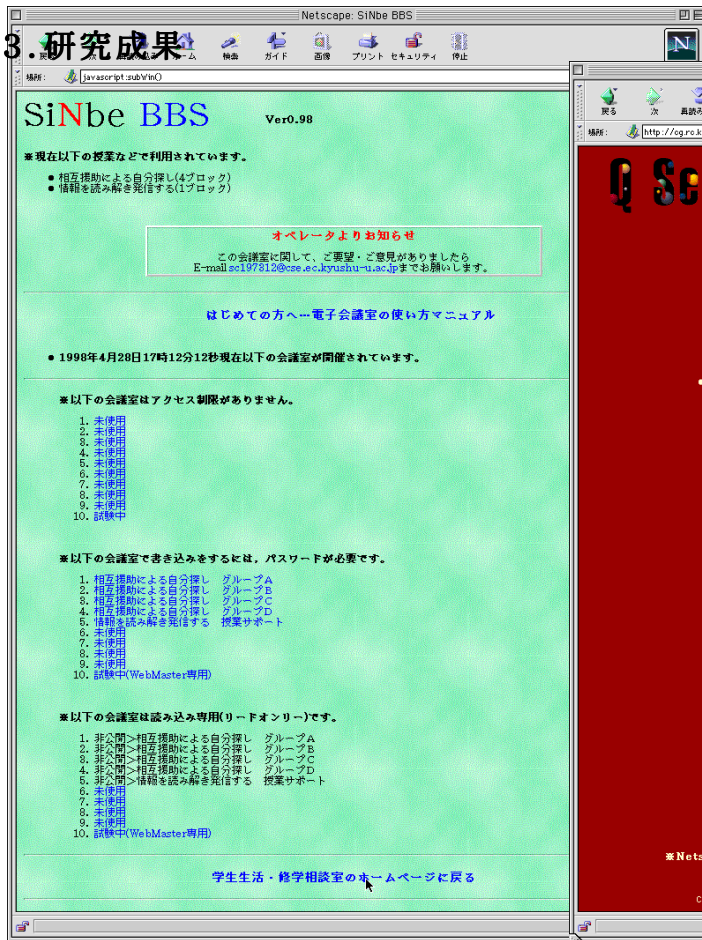 Netscape: SiNbe BBS
3.研究成果
検索 ガイド 画像 プリント セキュリティ 停止
場所: javascript:subWin()
SiNbe BBS Ver0.98
※現在以下の授業などで利用されています。
● 相互援助による自分探し(4ブロック)
● 情報を読み解き発信する(1ブロック)
オペレータよりお知らせ
この会議室に関して、ご要望・ご意見がありましたら
E-mail sc197312@cse.ec.kyushu-u.ac.jpまでお願いします。
はじめての方へ…電子会議室の使い方マニュアル
● 1998年4月28日17時12分12秒現在以下の会議室が開催されています。
※以下の会議室はアクセス制限がありません。
1. 未使用
2. 未使用
3. 未使用
4. 未使用
5. 未使用
6. 未使用
7. 未使用
8. 未使用
9. 未使用
10. 試験中
※以下の会議室で書き込みをするには，パスワードが必要です。
1. 相互援助による自分探し　グループA
2. 相互援助による自分探し　グループB
3. 相互援助による自分探し　グループC
4. 相互援助による自分探し　グループD
5. 情報を読み解き発信する　授業サポート
6. 未使用
7. 未使用
8. 未使用
9. 未使用
10. 試験中(WebMaster専用)
※以下の会議室は読み込み専用(リードオンリー)です。
1. 非公開>相互援助による自分探し　グループA
2. 非公開>相互援助による自分探し　グループB
3. 非公開>相互援助による自分探し　グループC
4. 非公開>相互援助による自分探し　グループD
5. 非公開>情報を読み解き発信する　授業サポート
6. 未使用
7. 未使用
8. 未使用
9. 未使用
10. 試験中(WebMaster専用)
学生生活・修学相談室のホームページに戻る
N
戻る 次 再読み
場所: http://cg.rc.k
Q Se
※Nets
C